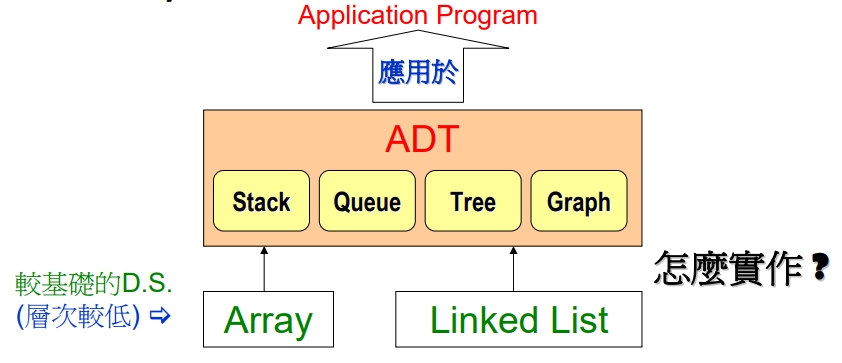 Application Program
應用於
ADT
Stack Queue Tree Graph
怎麼實作?
較基礎的D.S.
(層次較低) ⇨
Array Linked List